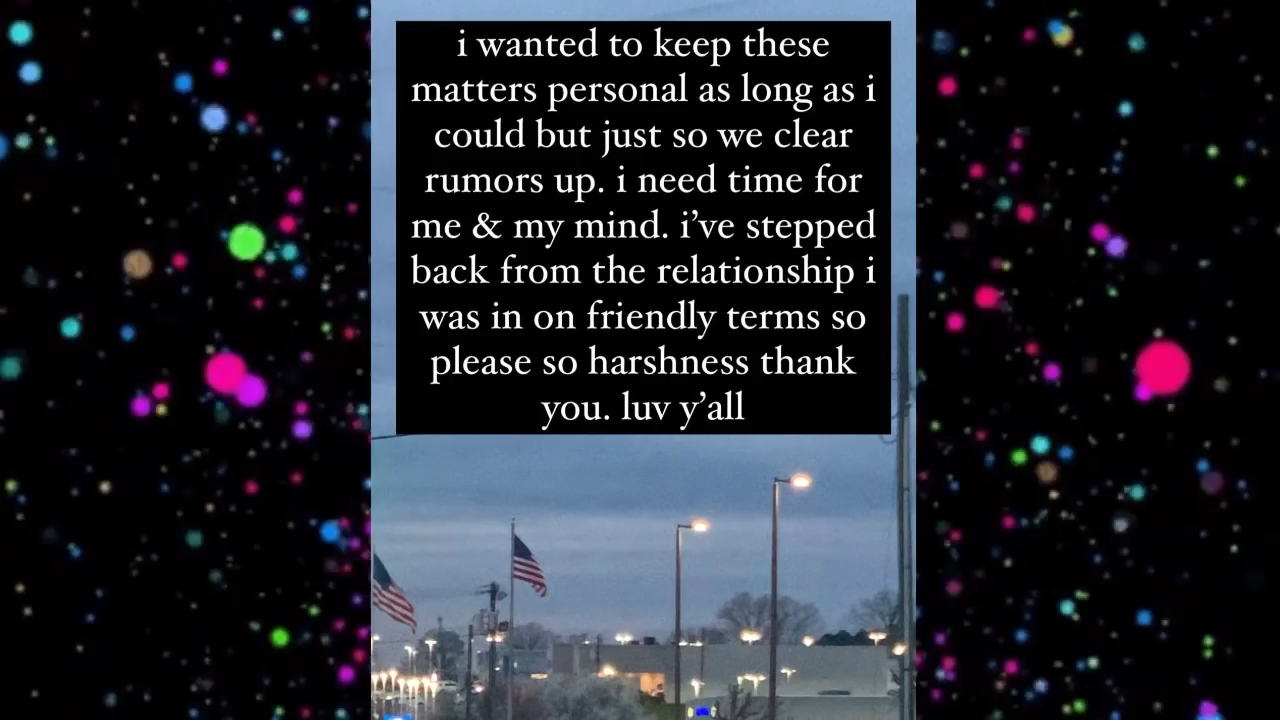 i wanted to keep these
matters personal as long as i
could but just so we clear
rumors up. i need time for
me & my mind. i've stepped
back from the relationship i
was in on friendly terms so
please so harshness thank
you. luv y'all